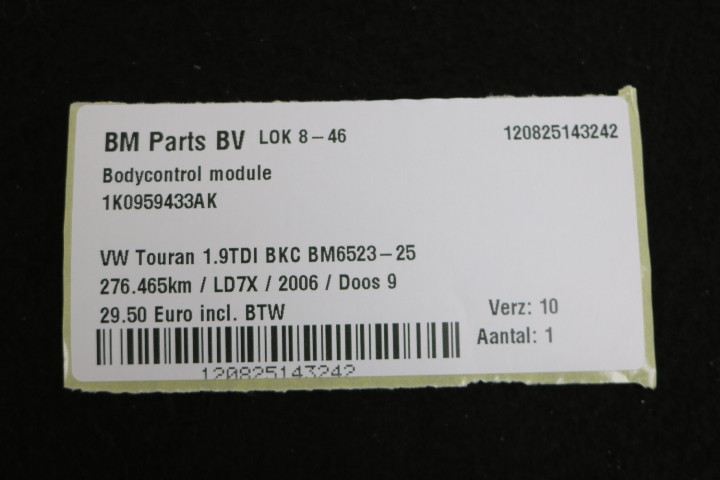 BM Parts BV LOK 8-46 120825143242
Bodycontrol module
1K0959433AK
VW Touran 1.9TDI BKC BM6523-25
276.465km / LD7X / 2006 / Doos 9
29.50 Euro incl. BTW
Verz: 10
Aantal: 1
120825143242